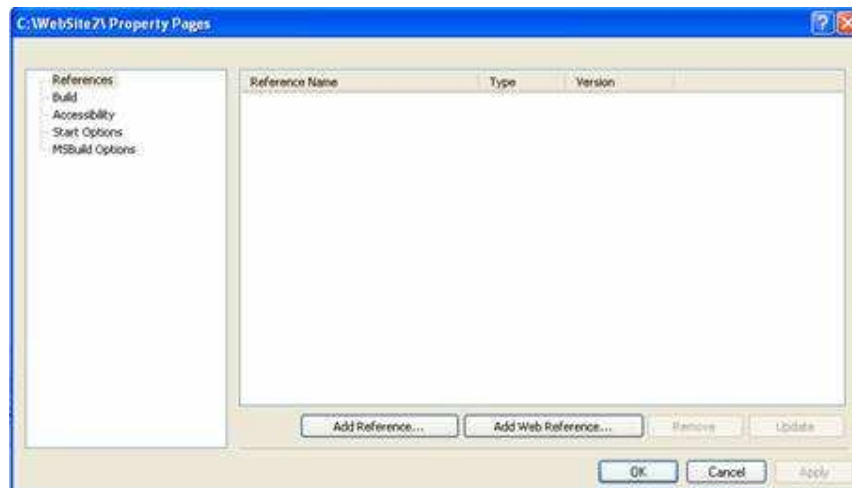 C:\WebSite2\ Property Pages
References
Build
Accessibility
Start Options
MSBuild Options
Reference Name Type Version
Add Reference... Add Web Reference... Remove Update
OK Cancel Apply